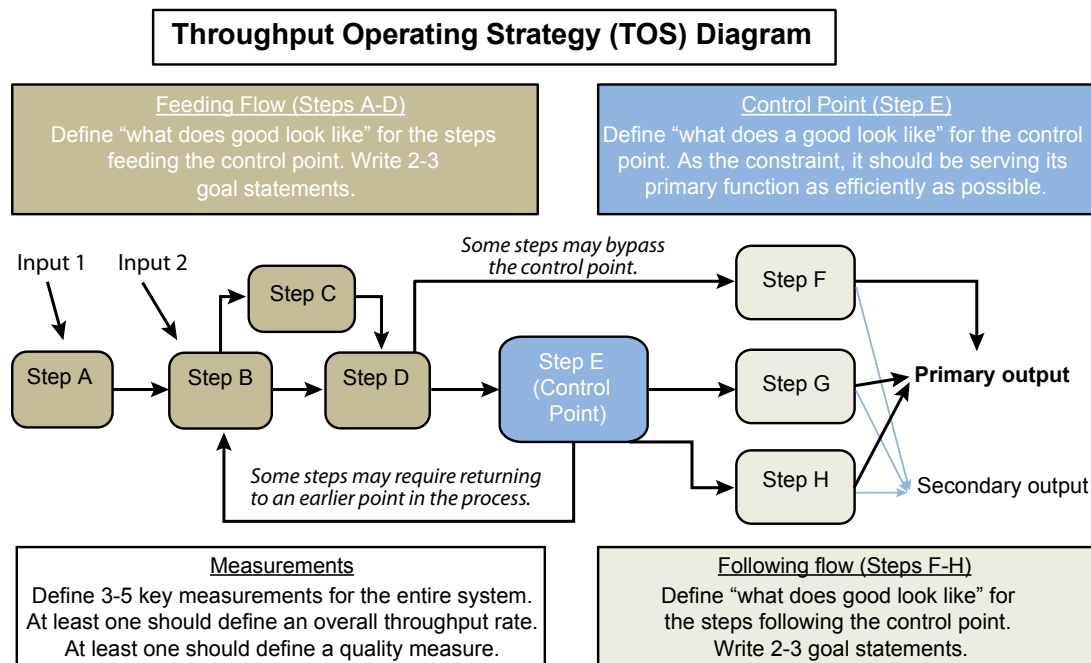 Throughput Operating Strategy (TOS) Diagram
Feeding Flow (Steps A-D)
Define “what does good look like” for the steps
feeding the control point. Write 2-3
goal statements.
Control Point (Step E)
Define “what does a good look like” for the control
point. As the constraint, it should be serving its
primary function as efficiently as possible.
Input 1
Input 2
Some steps may bypass
the control point.
Step A
Step B
Step C
Step D
Step E
(Control
Point)
Step F
Step G
Step H
Primary output
Secondary output
Some steps may require returning
to an earlier point in the process.
Measurements
Define 3-5 key measurements for the entire system.
At least one should define an overall throughput rate.
At least one should define a quality measure.
Following flow (Steps F-H)
Define “what does good look like” for
the steps following the control point.
Write 2-3 goal statements.